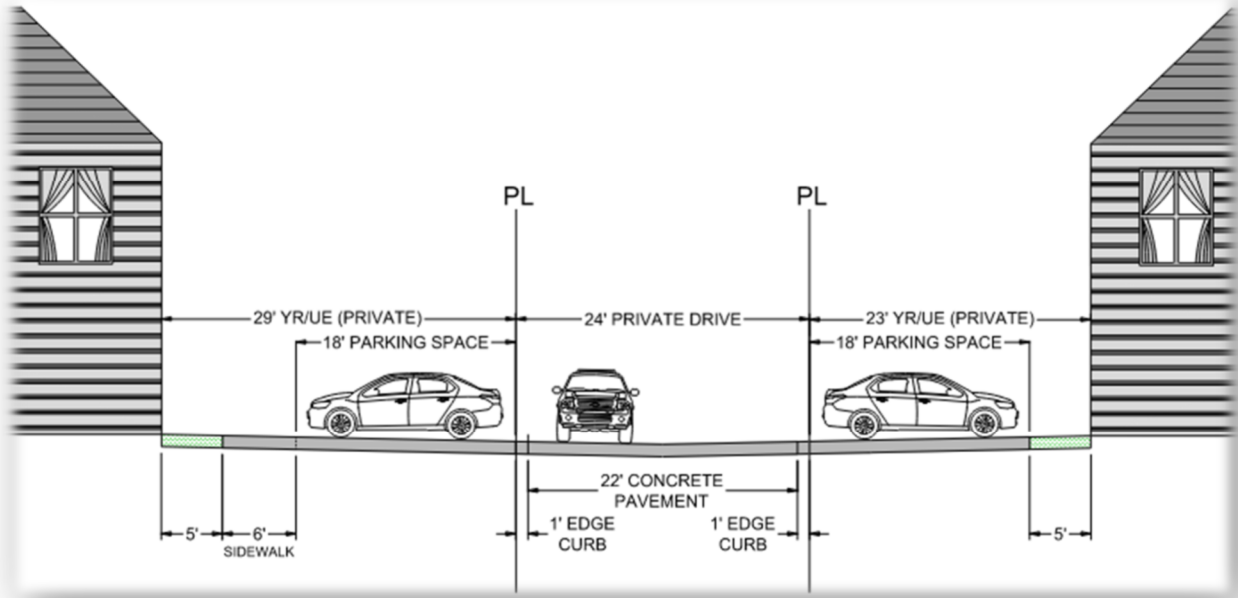 PL
PL
29' YR/UE (PRIVATE)
24' PRIVATE DRIVE
23' YR/UE (PRIVATE)
18' PARKING SPACE
18' PARKING SPACE
22' CONCRETE
PAVEMENT
5'
6'
SIDEWALK
1' EDGE
CURB
1' EDGE
CURB
5'